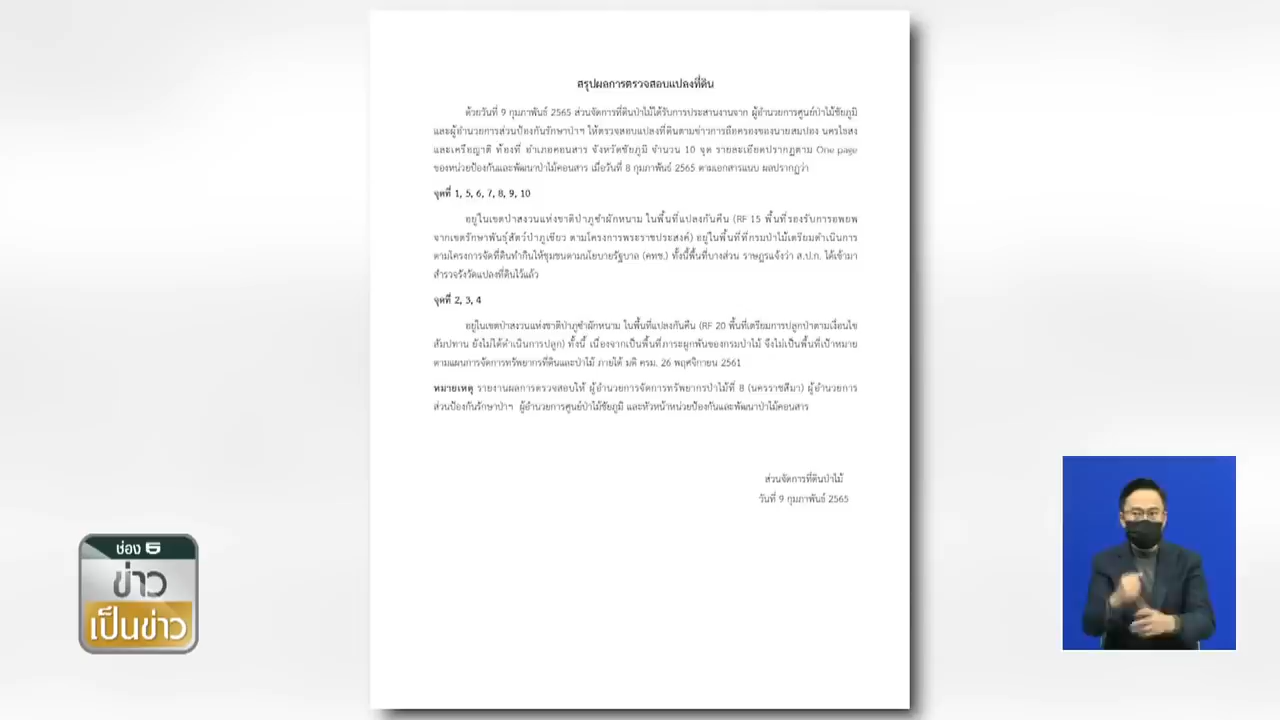 สรุปผลการตรวจสอบแปลงที่ดิน
ด้วยวันที่ 9 กุมภาพันธ์ 2565 ส่วนจัดการที่ดินป่าไม้ได้รับการประสานงานจาก ผู้อำนวยการศูนย์ป่าไม้ชัยภูมิ
และผู้อำนวยการส่วนป้องกันรักษาป่าฯ ให้ตรวจสอบแปลงที่ดินตามข่าวการถือครองของนายสมปอง นครไธสง
และเครือญาติ ท้องที่ อำเภอคอนสาร จังหวัดชัยภูมิ จำนวน 10 จุด รายละเอียดปรากฏตาม One page
ของหน่วยป้องกันและพัฒนาป่าไม้คอนสาร เมื่อวันที่ 8 กุมภาพันธ์ 2565 ตามเอกสารแนบ ผลปรากฏว่า
จุดที่ 1, 5, 6, 7, 8, 9, 10
อยู่ในเขตป่าสงวนแห่งชาติป่าภูซำผักหนาม ในพื้นที่แปลงกันคืน (RF 15 พื้นที่รองรับการอพยพ
จากเขตรักษาพันธุ์สัตว์ป่าภูเขียว ตามโครงการพระราชประสงค์) อยู่ในพื้นที่ที่กรมป่าไม้เตรียมดำเนินการ
ตามโครงการจัดที่ดินทำกินให้ชุมชนตามนโยบายรัฐบาล (คทช.) ทั้งนี้พื้นที่บางส่วน ราษฎรแจ้งว่า ส.ป.ก. ได้เข้ามา
สำรวจรังวัดแปลงที่ดินไว้แล้ว
จุดที่ 2, 3, 4
อยู่ในเขตป่าสงวนแห่งชาติป่าภูซำผักหนาม ในพื้นที่แปลงกันคืน (RF 20 พื้นที่เตรียมการปลูกป่าตามเงื่อนไข
สัมปทาน ยังไม่ได้ดำเนินการปลูก) ทั้งนี้ เนื่องจากเป็นพื้นที่ภาระผูกพันของกรมป่าไม้ จึงไม่เป็นพื้นที่เป้าหมาย
ตามแผนการจัดการทรัพยากรที่ดินและป่าไม้ ภายใต้ มติ ครม. 26 พฤศจิกายน 2561
หมายเหตุ รายงานผลการตรวจสอบให้ ผู้อำนวยการจัดการทรัพยากรป่าไม้ที่ 8 (นครราชสีมา) ผู้อำนวยการ
ส่วนป้องกันรักษาป่าฯ ผู้อำนวยการศูนย์ป่าไม้ชัยภูมิ และหัวหน้าหน่วยป้องกันและพัฒนาป่าไม้คอนสาร
ส่วนจัดการที่ดินป่าไม้
วันที่ 9 กุมภาพันธ์ 2565
ช่อง 5
ข่าว
เป็นข่าว